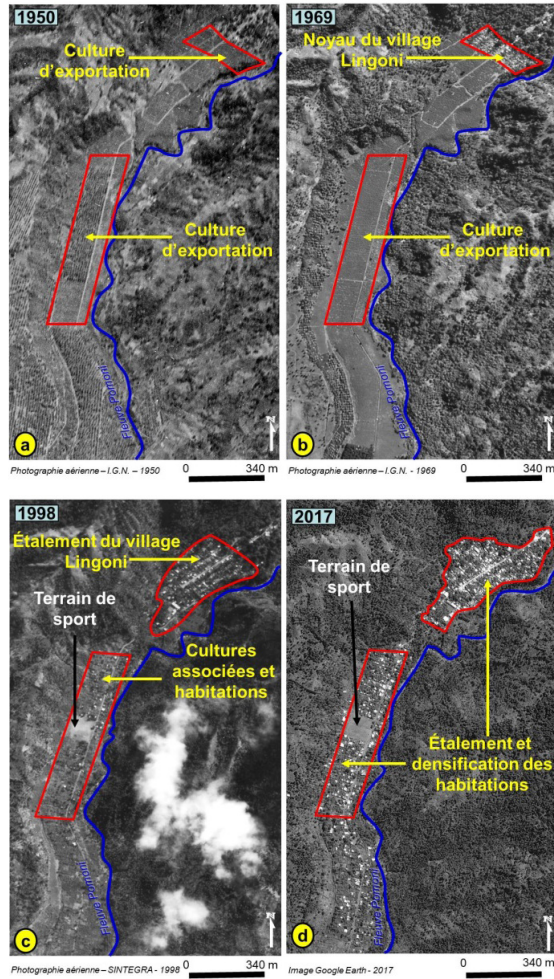 1950
Culture
d'exportation
Culture
d'exportation
Fleuve Pomoni
N
a
Photographie aérienne – I.G.N. – 1950
0 340 m
1969
Noyau du village
Lingoni
Culture
d'exportation
Fleuve Pomoni
N
b
Photographie aérienne – I.G.N. - 1969
0 340 m
1998
Étalement du village
Lingoni
Terrain de
sport
Cultures
associées et
habitations
Fleuve Pomoni
N
c
Photographie aérienne – SINTEGRA - 1998
0 340 m
2017
Terrain de
sport
Étalement et
densification des
habitations
Fleuve Pomoni
N
d
Image Google Earth - 2017
0 340 m